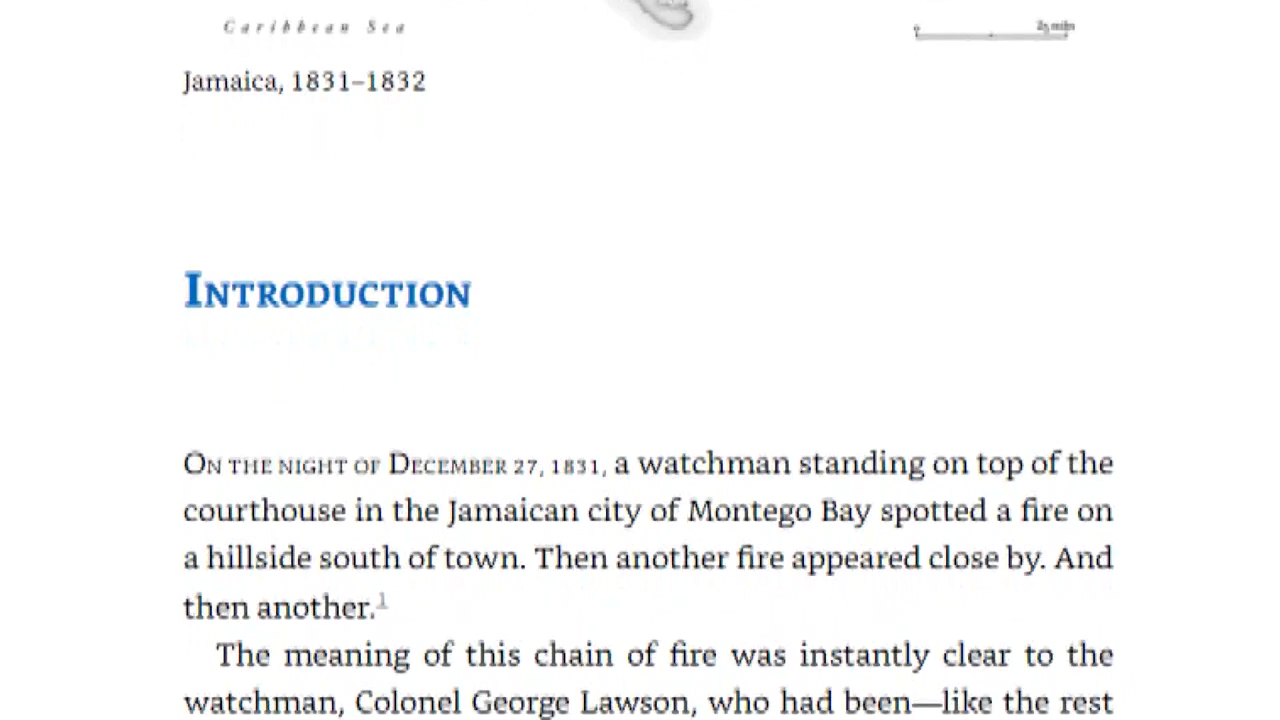 Caribbean Sea
Jamaica, 1831–1832
INTRODUCTION
ON THE NIGHT OF DECEMBER 27, 1831, a watchman standing on top of the
courthouse in the Jamaican city of Montego Bay spotted a fire on
a hillside south of town. Then another fire appeared close by. And
then another.1
The meaning of this chain of fire was instantly clear to the
watchman, Colonel George Lawson, who had been—like the rest